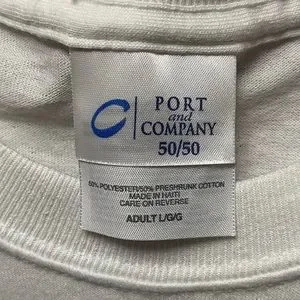 PORT
and
COMPANY
50/50
50% POLYESTER/50% PRESHRUNK COTTON
MADE IN HAITI
CARE ON REVERSE
ADULT L/G/G